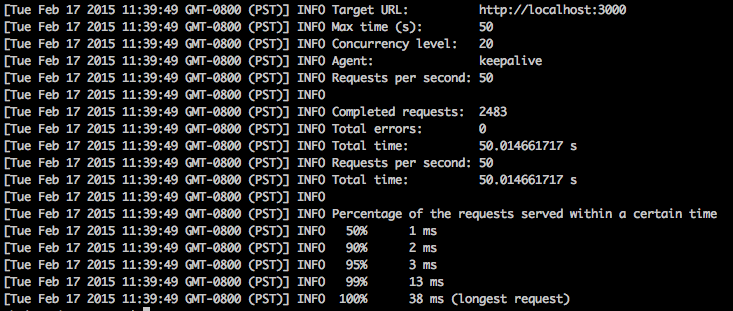 [Tue Feb 17 2015 11:39:49 GMT-0800 (PST)] INFO Target URL: http://localhost:3000
[Tue Feb 17 2015 11:39:49 GMT-0800 (PST)] INFO Max time (s): 50
[Tue Feb 17 2015 11:39:49 GMT-0800 (PST)] INFO Concurrency level: 20
[Tue Feb 17 2015 11:39:49 GMT-0800 (PST)] INFO Agent: keepalive
[Tue Feb 17 2015 11:39:49 GMT-0800 (PST)] INFO Requests per second: 50
[Tue Feb 17 2015 11:39:49 GMT-0800 (PST)] INFO
[Tue Feb 17 2015 11:39:49 GMT-0800 (PST)] INFO Completed requests: 2483
[Tue Feb 17 2015 11:39:49 GMT-0800 (PST)] INFO Total errors: 0
[Tue Feb 17 2015 11:39:49 GMT-0800 (PST)] INFO Total time: 50.014661717 s
[Tue Feb 17 2015 11:39:49 GMT-0800 (PST)] INFO Requests per second: 50
[Tue Feb 17 2015 11:39:49 GMT-0800 (PST)] INFO Total time: 50.014661717 s
[Tue Feb 17 2015 11:39:49 GMT-0800 (PST)] INFO
[Tue Feb 17 2015 11:39:49 GMT-0800 (PST)] INFO Percentage of the requests served within a certain time
[Tue Feb 17 2015 11:39:49 GMT-0800 (PST)] INFO 50% 1 ms
[Tue Feb 17 2015 11:39:49 GMT-0800 (PST)] INFO 90% 2 ms
[Tue Feb 17 2015 11:39:49 GMT-0800 (PST)] INFO 95% 3 ms
[Tue Feb 17 2015 11:39:49 GMT-0800 (PST)] INFO 99% 13 ms
[Tue Feb 17 2015 11:39:49 GMT-0800 (PST)] INFO 100% 38 ms (longest request)